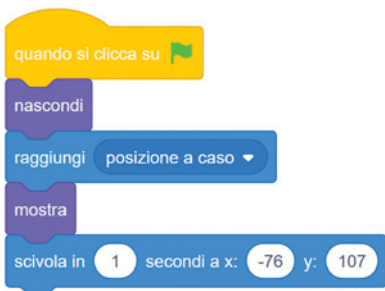 quando si clicca su
nascondi
raggiungi posizione a caso
mostra
scivola in 1 secondi a x: -76 y: 107